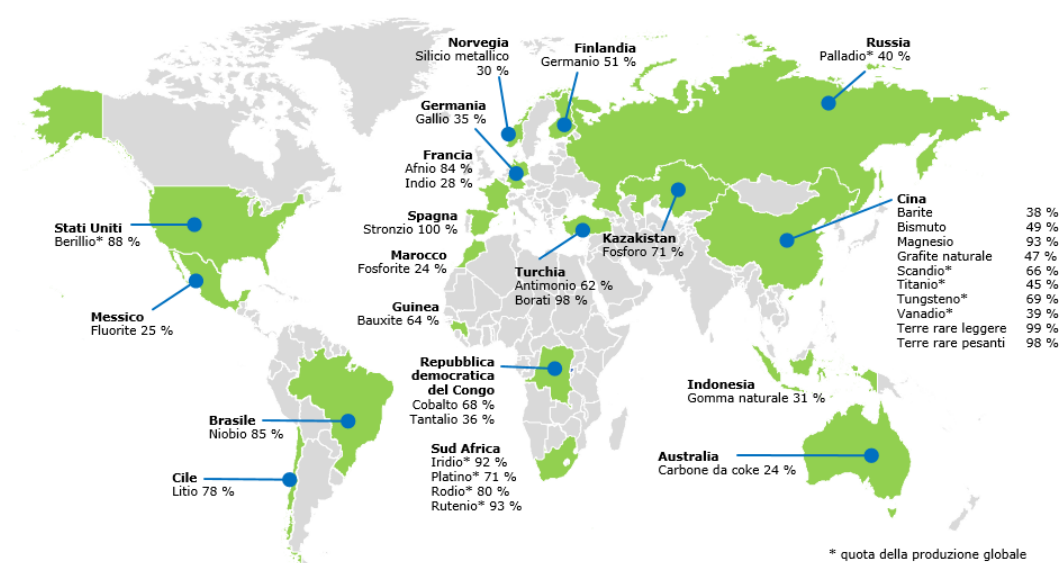 Norvegia
Silicio metallico
30 %
Finlandia
Germanio 51 %
Russia
Palladio* 40 %
Germania
Gallio 35 %
Francia
Afnio 84 %
Indio 28 %
Spagna
Stronzio 100 %
Marocco
Fosforite 24 %
Guinea
Bauxite 64 %
Stati Uniti
Berillio* 88 %
Messico
Fluorite 25 %
Turchia
Antimonio 62 %
Borati 98 %
Kazakistan
Fosforo 71 %
Cina
Barite 38 %
Bismuto 49 %
Magnesio 93 %
Grafite naturale 47 %
Scandio* 66 %
Titanio* 45 %
Tungsteno* 69 %
Vanadio* 39 %
Terre rare leggere 99 %
Terre rare pesanti 98 %
Repubblica
democratica
del Congo
Cobalto 68 %
Tantalio 36 %
Indonesia
Gomma naturale 31 %
Brasile
Niobio 85 %
Cile
Litio 78 %
Sud Africa
Iridio* 92 %
Platino* 71 %
Rodio* 80 %
Rutenio* 93 %
Australia
Carbone da coke 24 %
* quota della produzione globale